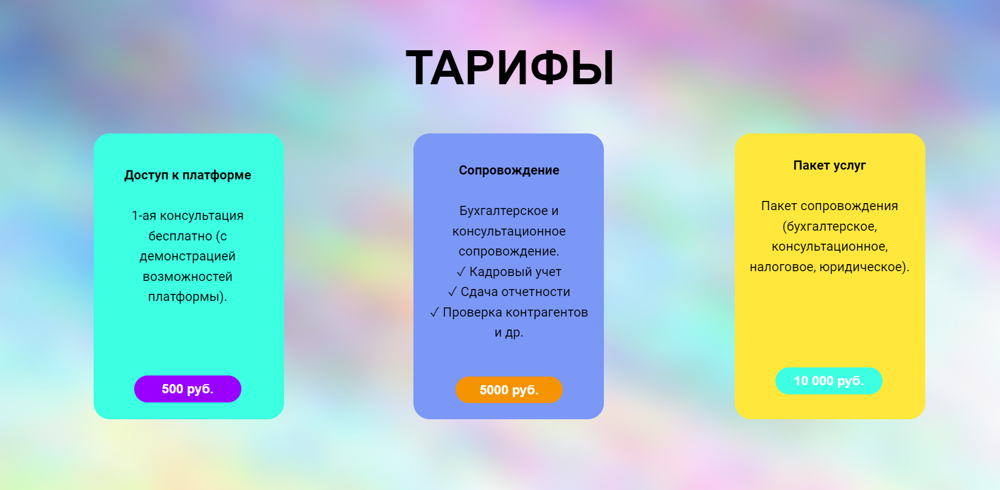 ТАРИФЫ
Доступ к платформе
1-ая консультация
бесплатно (с
демонстрацией
возможностей
платформы).
500 руб.
Сопровождение
Бухгалтерское и
консультационное
сопровождение.
✓ Кадровый учет
✓ Сдача отчетности
✓ Проверка контрагентов
и др.
5000 руб.
Пакет услуг
Пакет сопровождения
(бухгалтерское,
консультационное,
налоговое, юридическое).
10 000 руб.